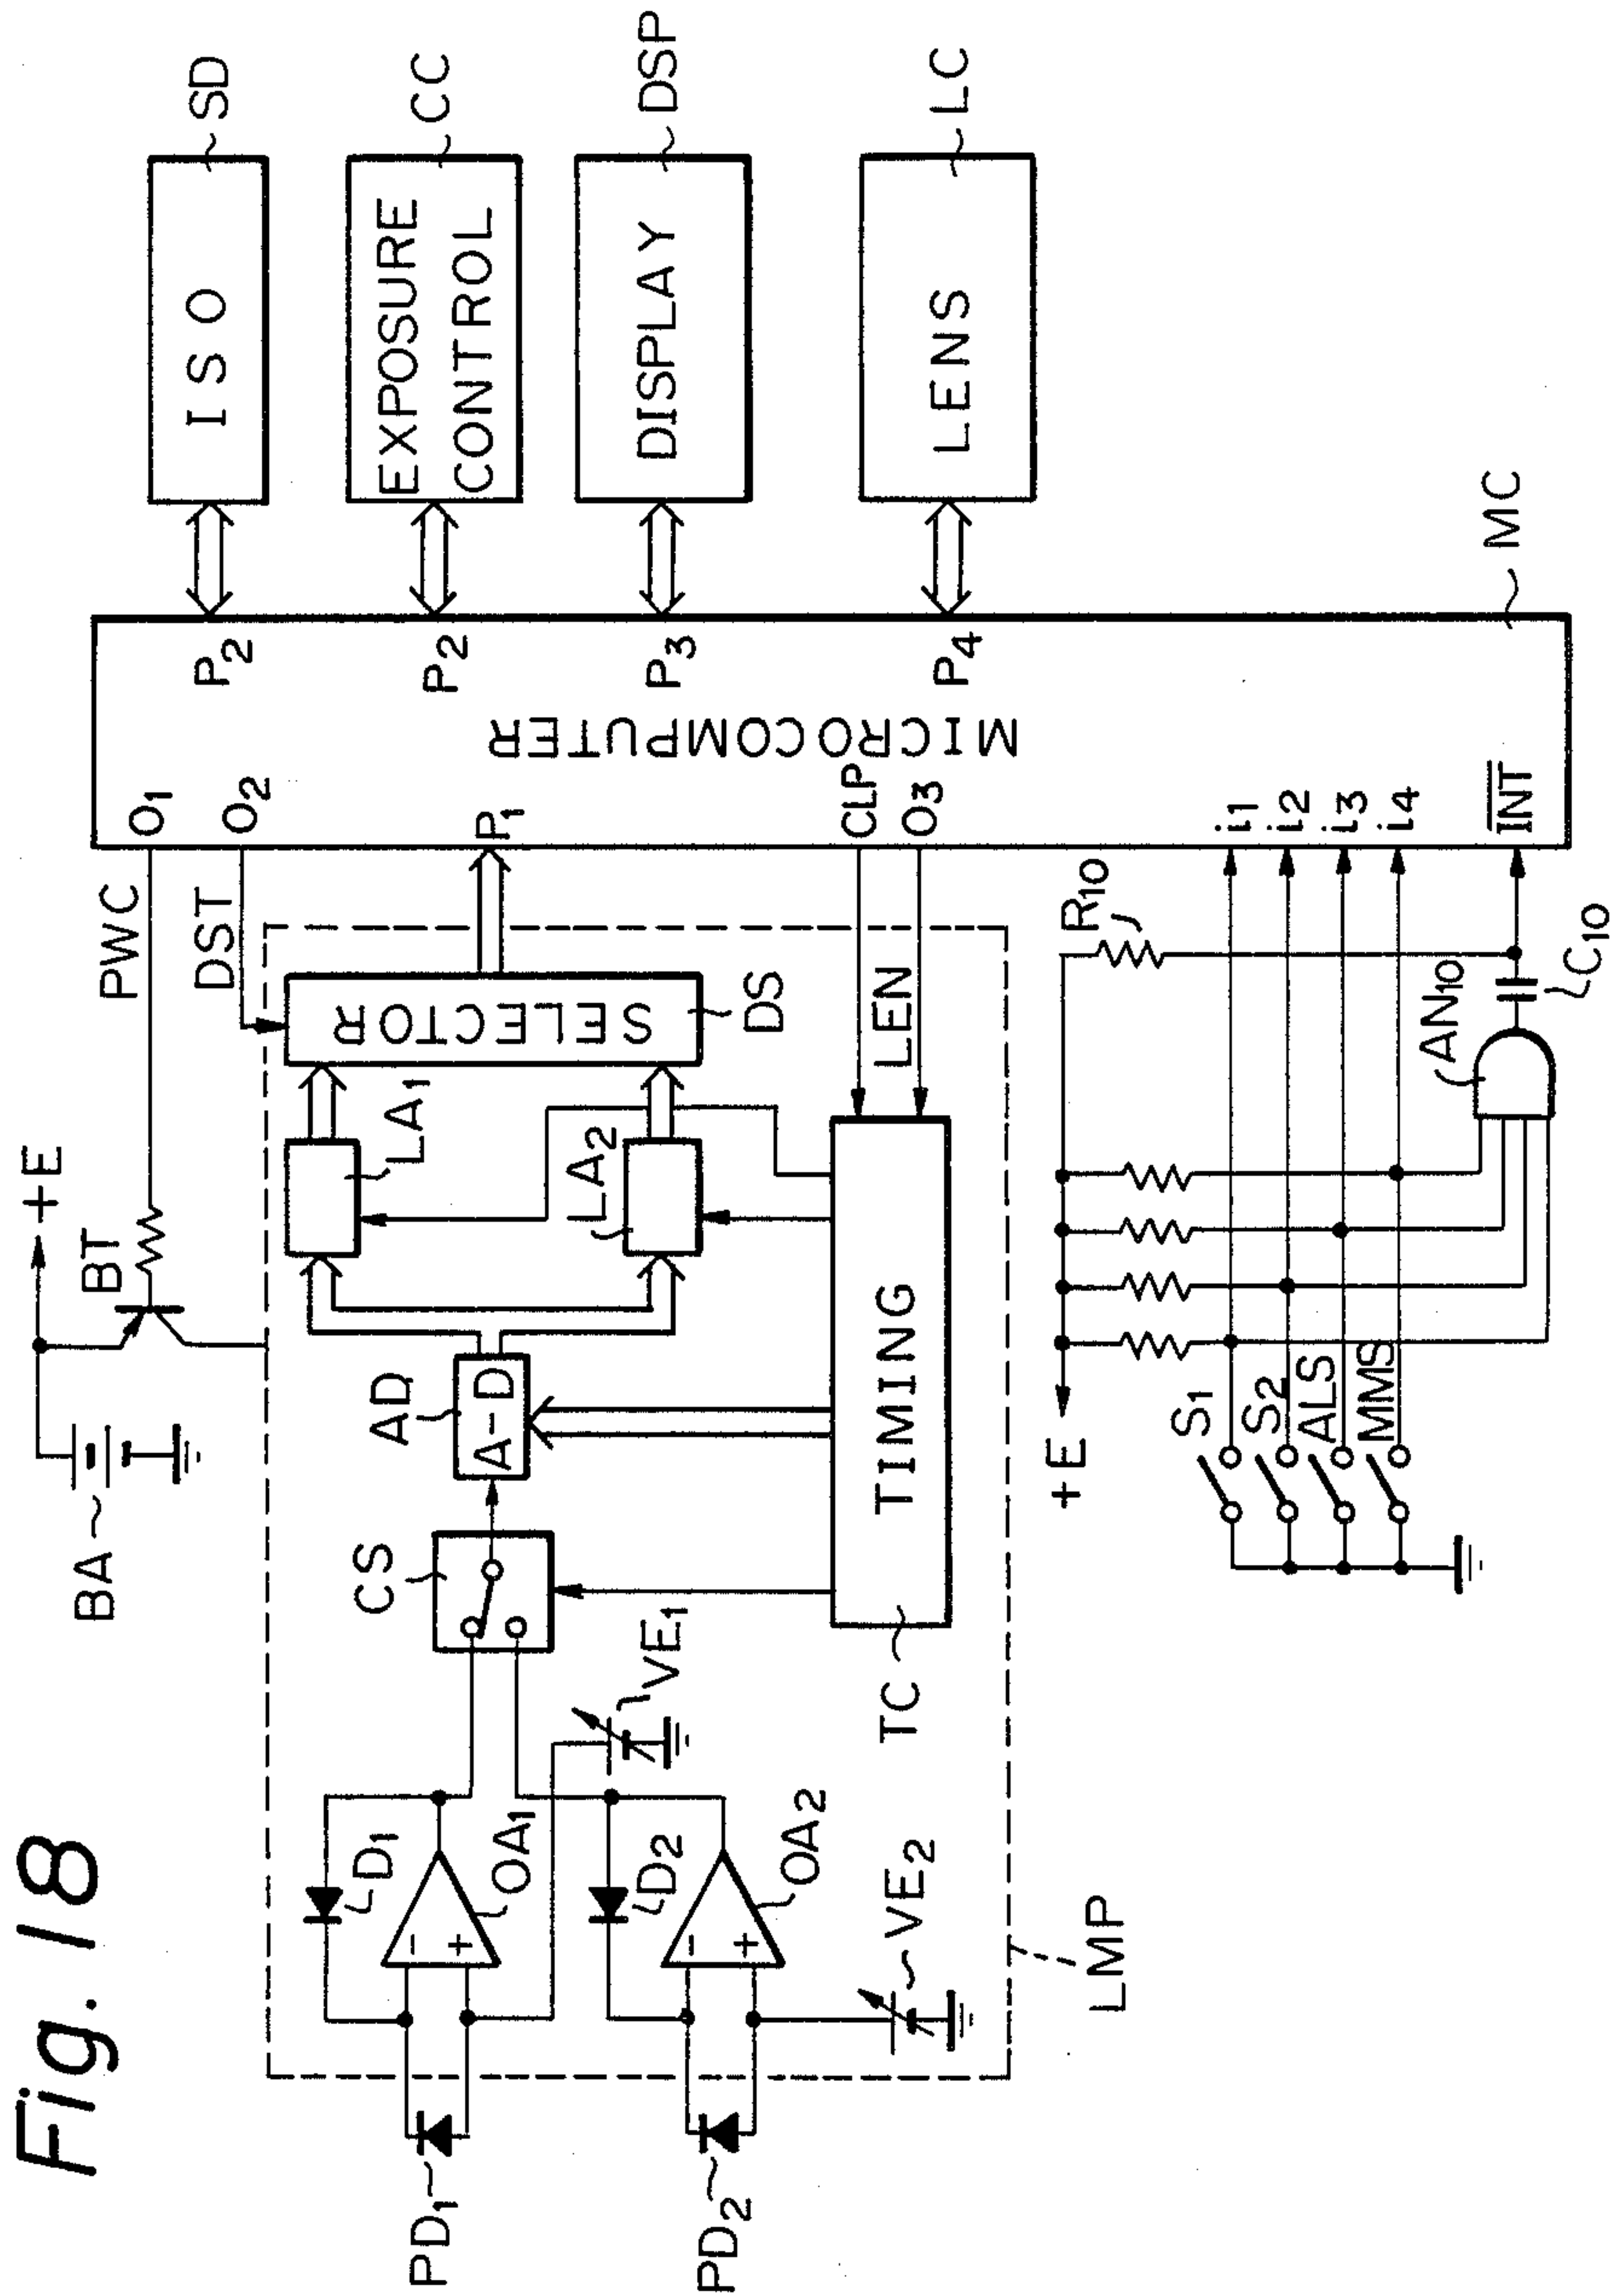 Fig. 18
BA
+E
BT
PWC
DST
O1
O2
P2
SD
ISO
P2
CC
EXPOSURE
CONTROL
P3
DSP
DISPLAY
P4
LC
LENS
MICROCOMPUTER
MC
P1
CLP
O3
LEN
i1
i2
i3
i4
INT
SELECTOR
DS
LA1
LA2
AD
A-D
CS
TIMING
TC
D1
OA1
-
+
VE1
D2
OA2
-
+
VE2
PD1
PD2
LMP
+E
R10
AN10
C10
S1
S2
ALS
MMS